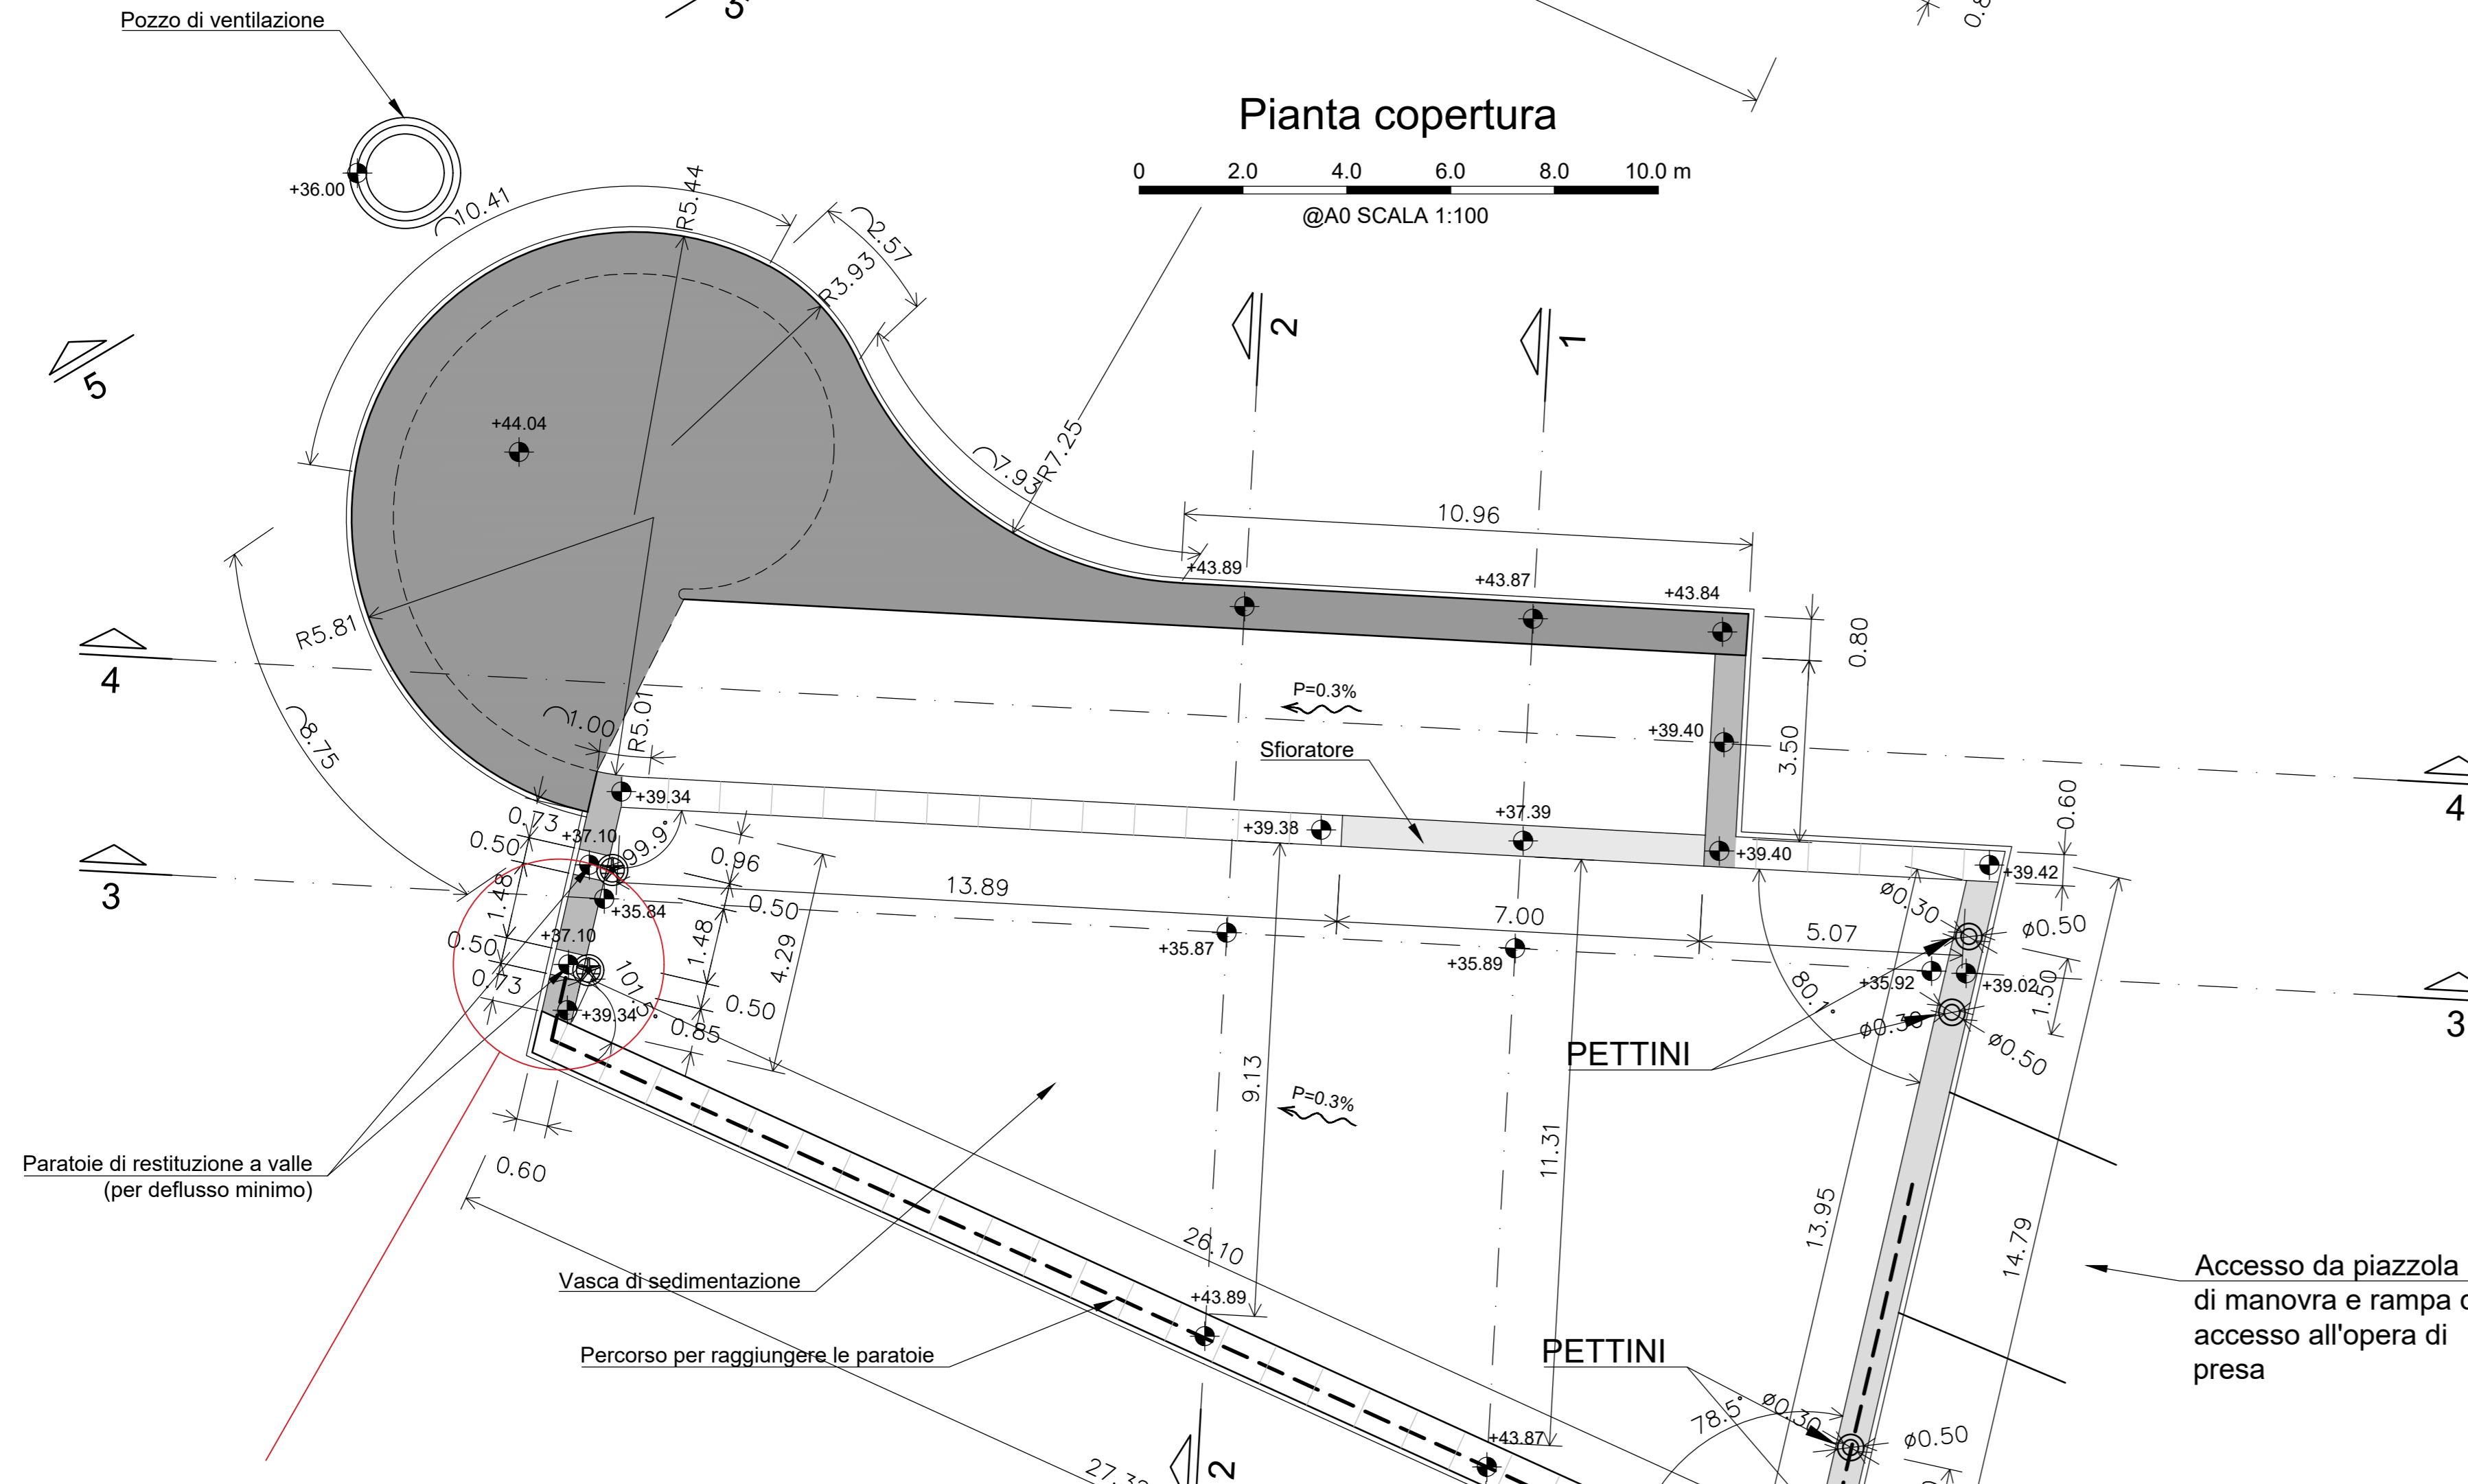 Pozzo di ventilazione
+36.00
3
0.8
Pianta copertura
0 2.0 4.0 6.0 8.0 10.0 m
@A0 SCALA 1:100
10.41
R5.44
2.57
R3.93
7.93
R7.25
2
1
5
+44.04
10.96
+43.89
+43.87
+43.84
0.80
R5.81
4
8.75
1.00
R5.01
P=0.3%
+39.40
3.50
Sfioratore
4
+39.34
0.73
+37.10
99.9°
0.50
0.96
+39.38
+37.39
+39.40
0.60
+39.42
3
1.48
+35.84
0.50
13.89
7.00
5.07
ø0.30
ø0.50
+37.10
0.50
1.48
4.29
+35.87
+35.89
+35.92
+39.02
1.50
3
0.73
+39.34
0.50
0.85
80.1°
ø0.30
ø0.50
PETTINI
9.13
P=0.3%
11.31
0.60
Paratoie di restituzione a valle
(per deflusso minimo)
13.95
14.79
26.10
Vasca di sedimentazione
+43.89
Accesso da piazzola
di manovra e rampa
accesso all'opera di
presa
Percorso per raggiungere le paratoie
PETTINI
78.5°
ø0.30
ø0.50
+43.87
2